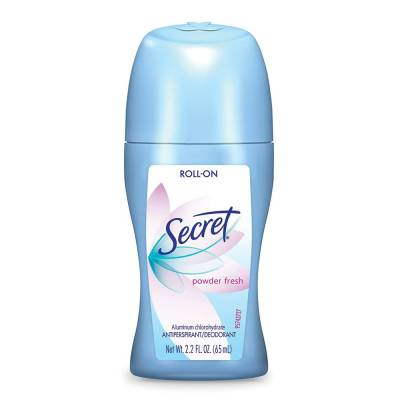 ROLL-ON
Secret
powder fresh
Aluminum chlorohydrate
ANTIPERSPIRANT/DEODORANT
Net Wt. 2.2 FL. OZ. (65 mL)